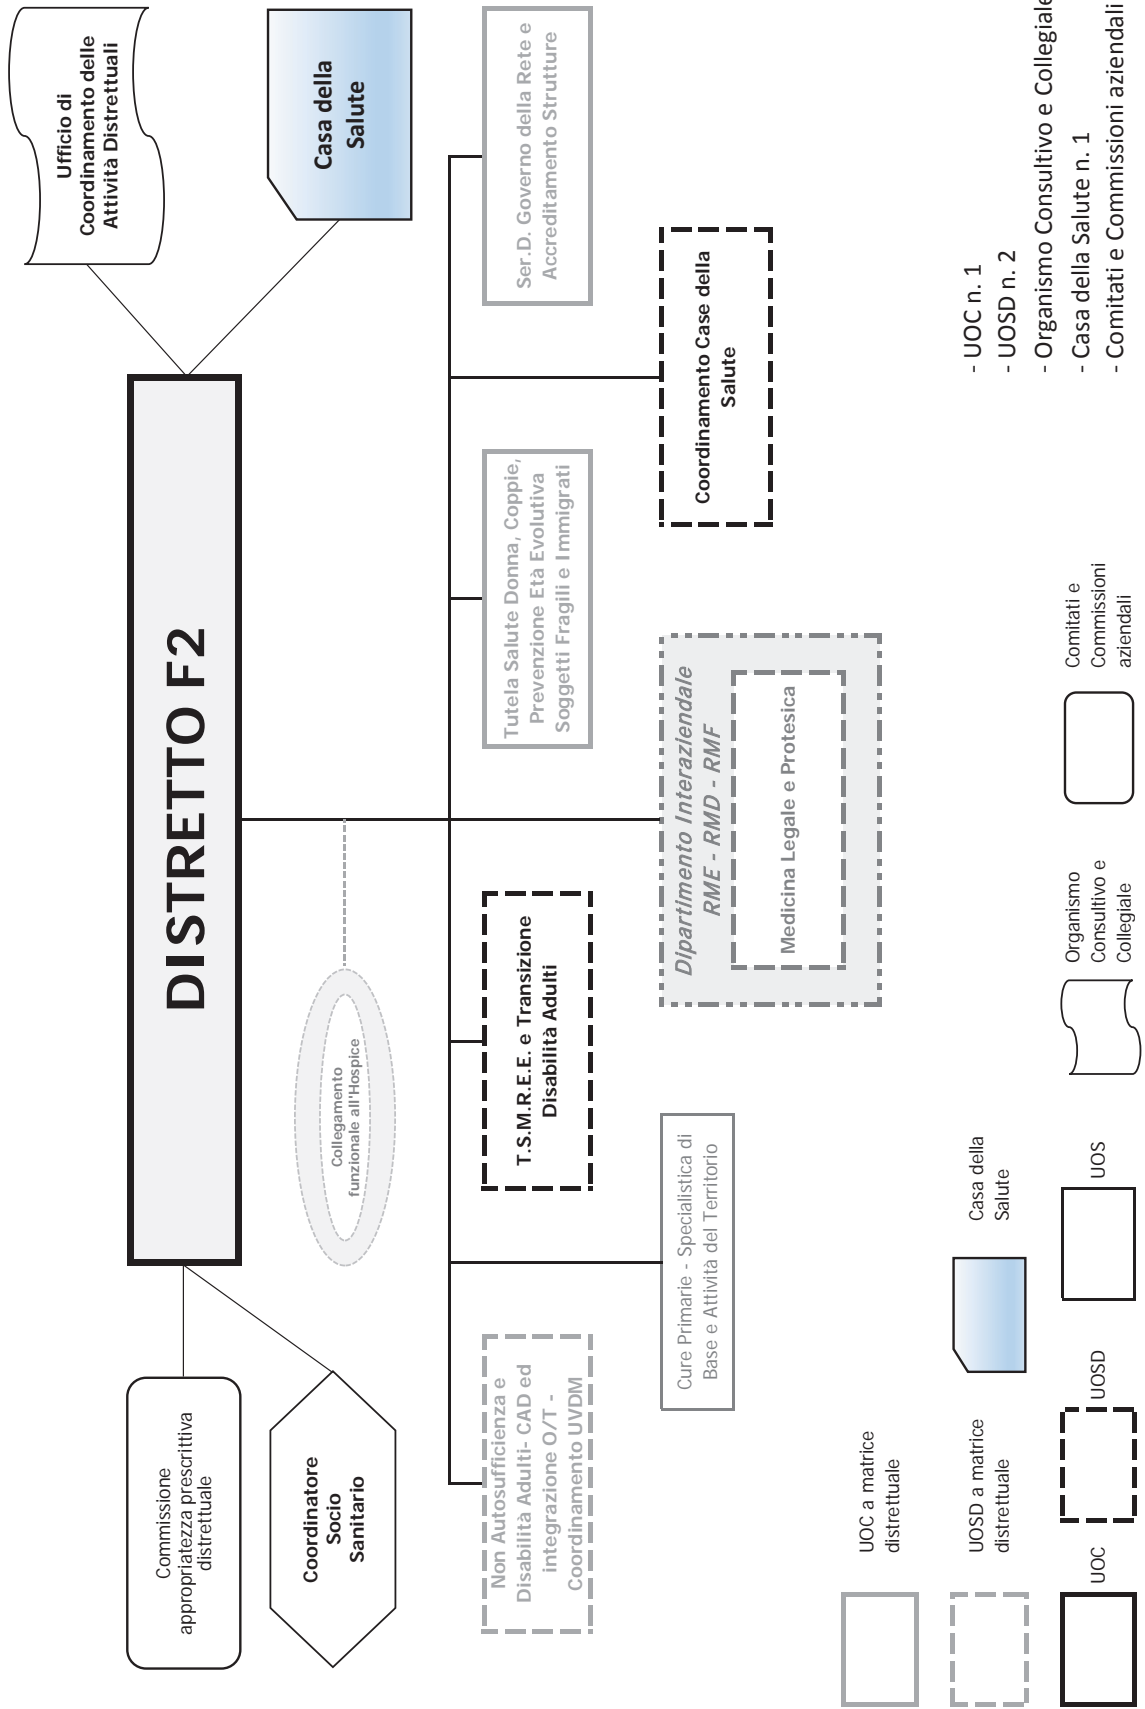 DISTRETTO F2
Commissione
appropriatezza prescrittiva
distrettuale
Coordinatore
Socio
Sanitario
Ufficio di
Coordinamento delle
Attività Distrettuali
Casa della
Salute
Collegamento
funzionale all'Hospice
Non Autosufficienza e
Disabilità Adulti- CAD ed
integrazione O/T -
Coordinamento UVDM
T.S.M.R.E.E. e Transizione
Disabilità Adulti
Tutela Salute Donna, Coppie,
Prevenzione Età Evolutiva
Soggetti Fragili e Immigrati
Ser.D. Governo della Rete e
Accreditamento Strutture
Cure Primarie - Specialistica di
Base e Attività del Territorio
Dipartimento Interaziendale
RME - RMD - RMF
Medicina Legale e Protesica
Coordinamento Case della
Salute
UOC a matrice
distrettuale
UOSD a matrice
distrettuale
Casa della
Salute
UOC
UOSD
UOS
Organismo
Consultivo e
Collegiale
Comitati e
Commissioni
aziendali
- UOC n. 1
- UOSD n. 2
- Organismo Consultivo e Collegiale
- Casa della Salute n. 1
- Comitati e Commissioni aziendali